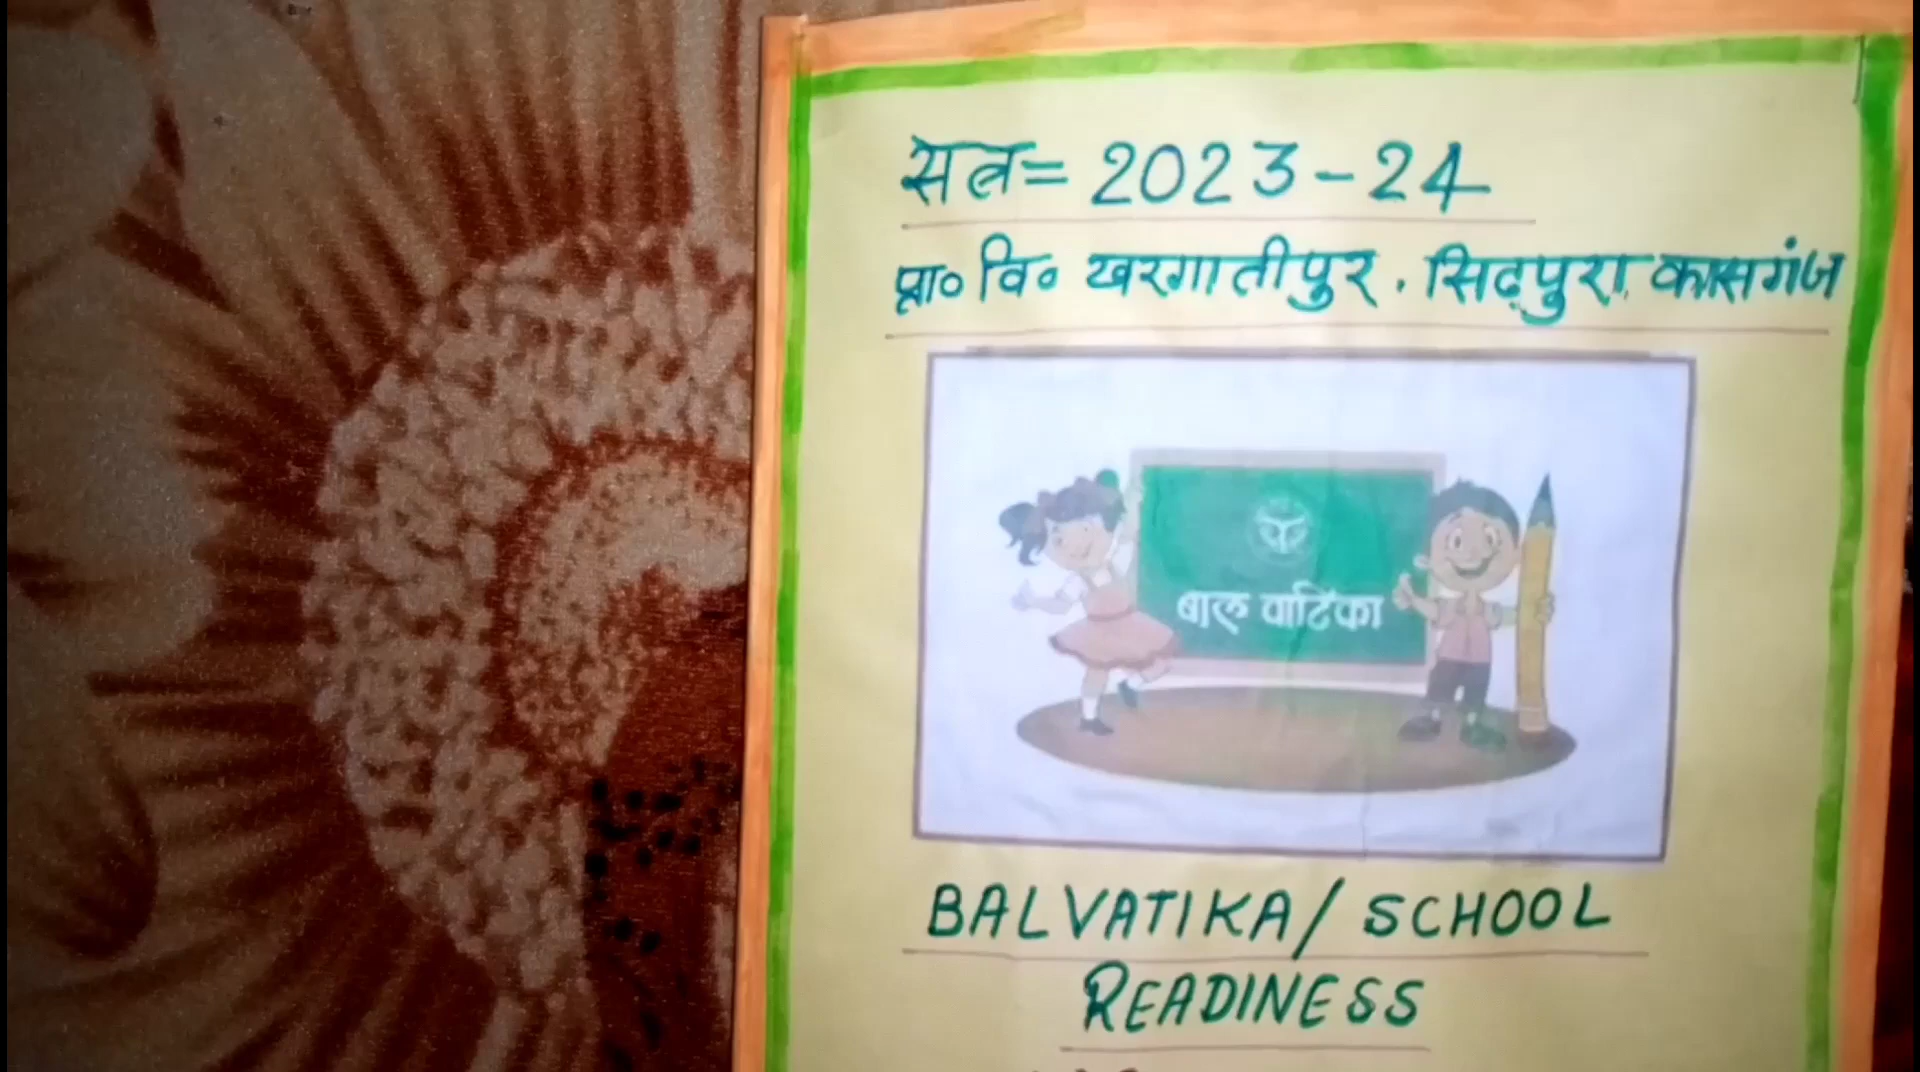 सत्र= 2023-24
प्रा० वि० खरगातीपुर, सिढ़पुरा, कासगंज
बाल वाटिका
BALVATIKA/ SCHOOL
READINESS